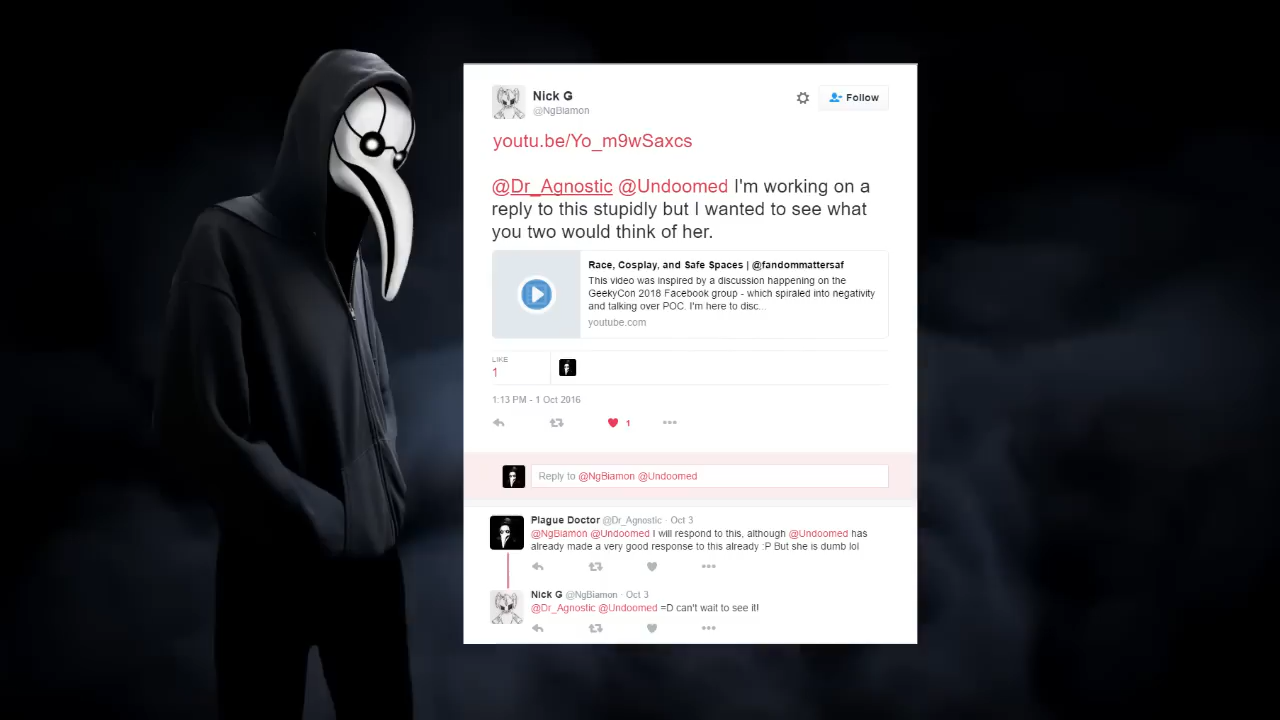 Nick G
@NgBiamon
Follow
youtu.be/Yo_m9wSaxcs
@Dr_Agnostic @Undoomed I'm working on a
reply to this stupidly but I wanted to see what
you two would think of her.
Race, Cosplay, and Safe Spaces | @fandommattersaf
This video was inspired by a discussion happening on the
GeekyCon 2018 Facebook group - which spiraled into negativity
and talking over POC. I'm here to disc...
youtube.com
LIKE
1
1:13 PM - 1 Oct 2016
1
Reply to @NgBiamon @Undoomed
Plague Doctor @Dr_Agnostic · Oct 3
@NgBiamon @Undoomed I will respond to this, although @Undoomed has
already made a very good response to this already :P But she is dumb lol
Nick G @NgBiamon · Oct 3
@Dr_Agnostic @Undoomed =D can't wait to see it!